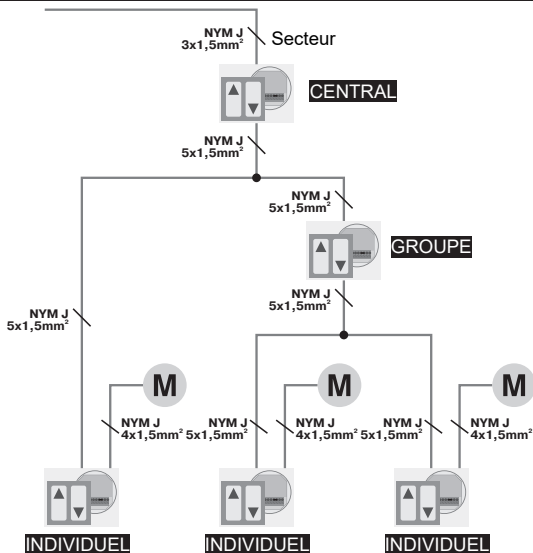 NYM J
3x1,5mm²
Secteur
CENTRAL
NYM J
5x1,5mm²
NYM J
5x1,5mm²
GROUPE
NYM J
5x1,5mm²
NYM J
5x1,5mm²
M
M
M
NYM J
4x1,5mm²
NYM J
5x1,5mm²
NYM J
4x1,5mm²
NYM J
5x1,5mm²
NYM J
4x1,5mm²
INDIVIDUEL
INDIVIDUEL
INDIVIDUEL